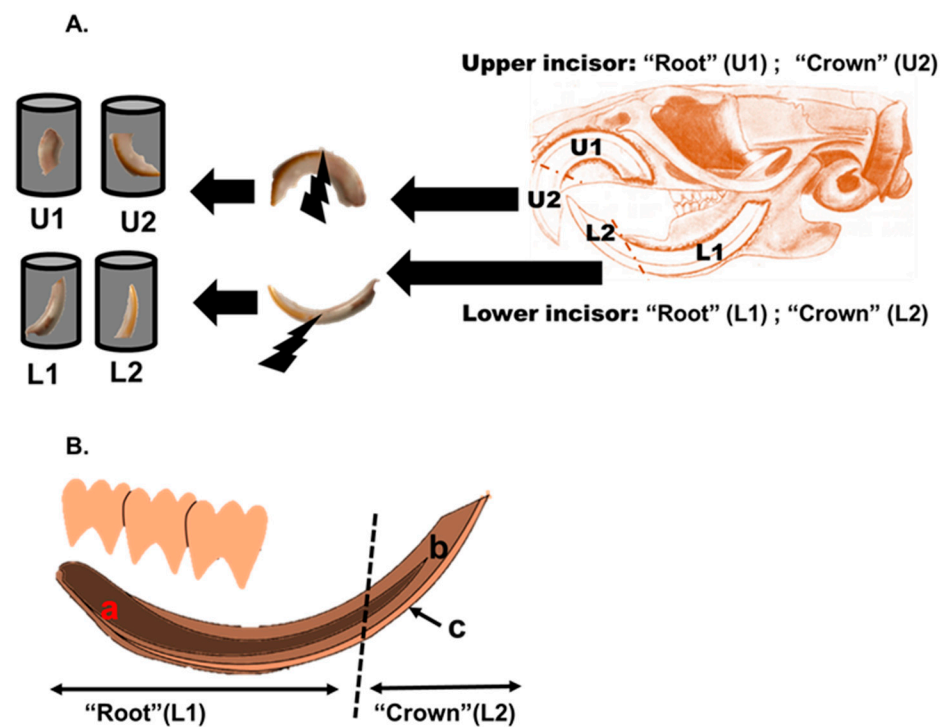 A.
Upper incisor: “Root” (U1) ; “Crown” (U2)
U1
U2
L2
L1
U1 U2
L1 L2
Lower incisor: “Root” (L1) ; “Crown” (L2)
B.
a
b
c
“Root”(L1) “Crown”(L2)